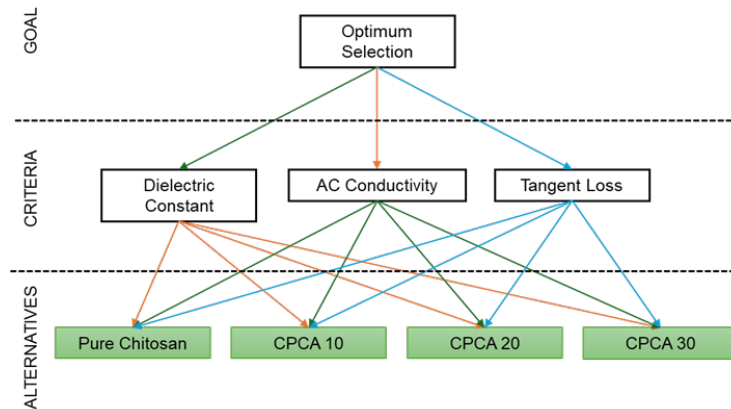 GOAL
Optimum
Selection
CRITERIA
Dielectric
Constant
AC Conductivity
Tangent Loss
ALTERNATIVES
Pure Chitosan
CPCA 10
CPCA 20
CPCA 30